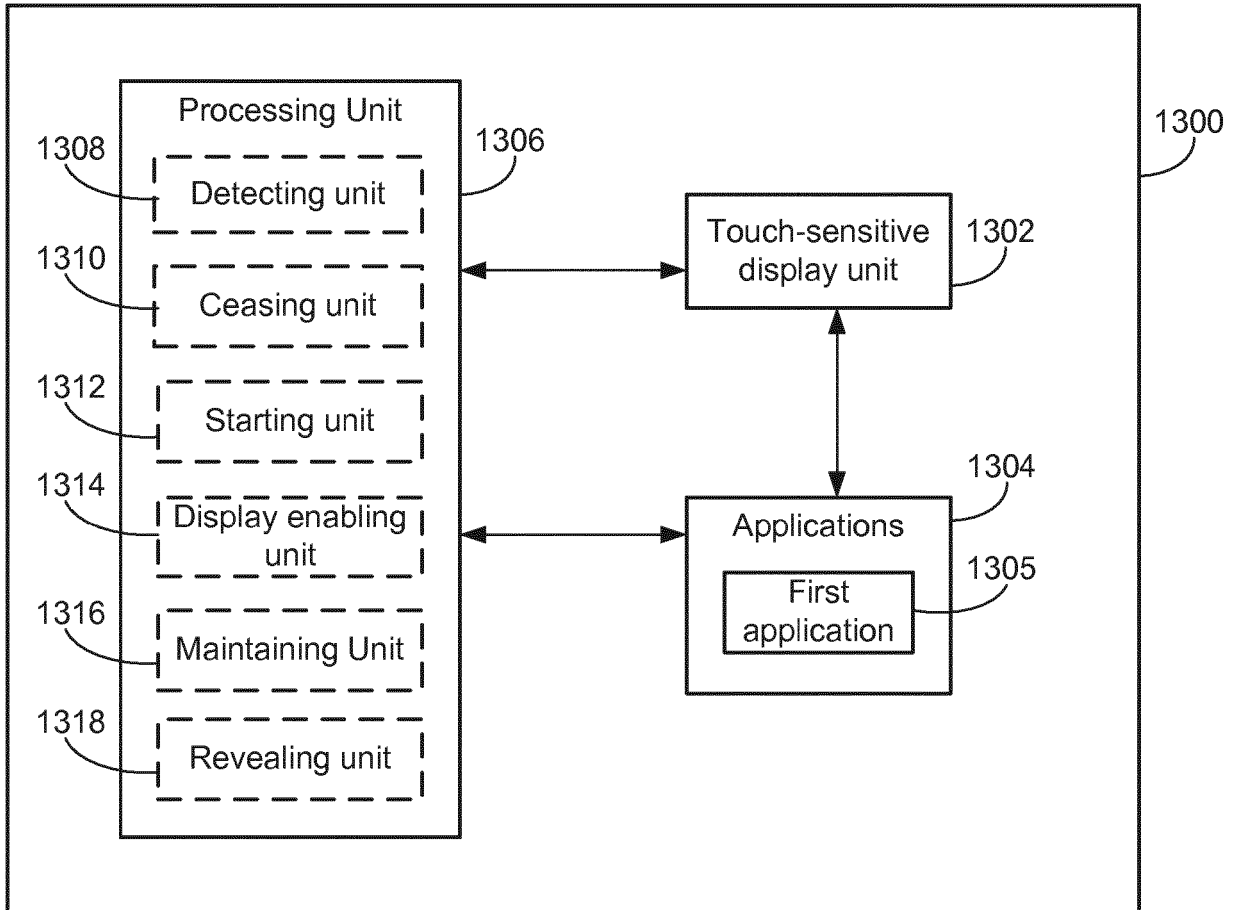 Processing Unit
1308
1306
1300
Detecting unit
Touch-sensitive
display unit
1302
1310
Ceasing unit
1312
Starting unit
1314
1304
Display enabling
unit
Applications
1305
First
application
1316
Maintaining Unit
1318
Revealing unit